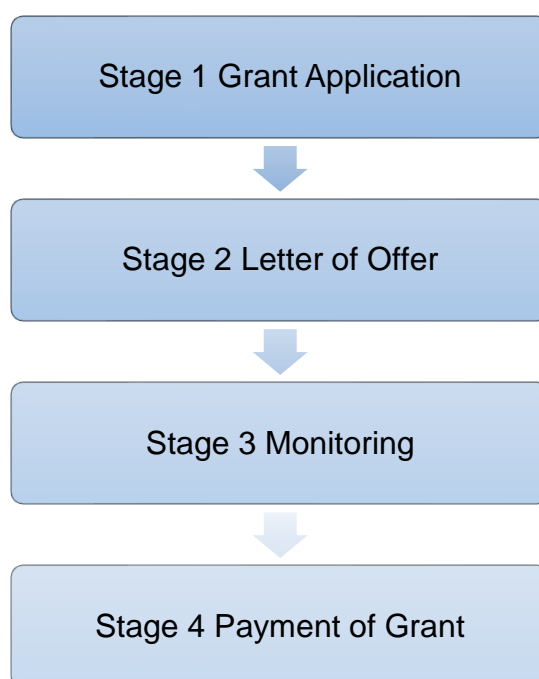 Stage 1 Grant Application
Stage 2 Letter of Offer
Stage 3 Monitoring
Stage 4 Payment of Grant